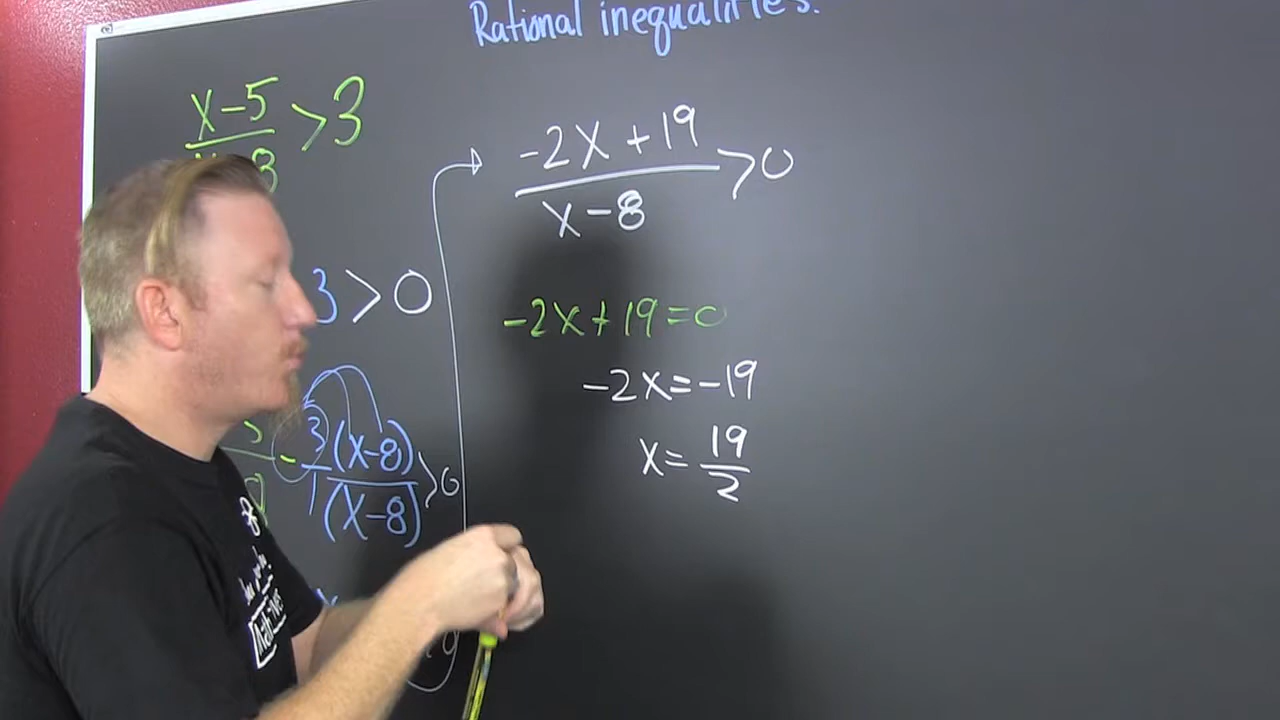 Rational inequalities.
x-5
> 3
8
3 > 0
3(x-8)
- — > 0
1(x-8)
-2x+19
> 0
x-8
-2x+19=0
-2x=-19
x= 19
2